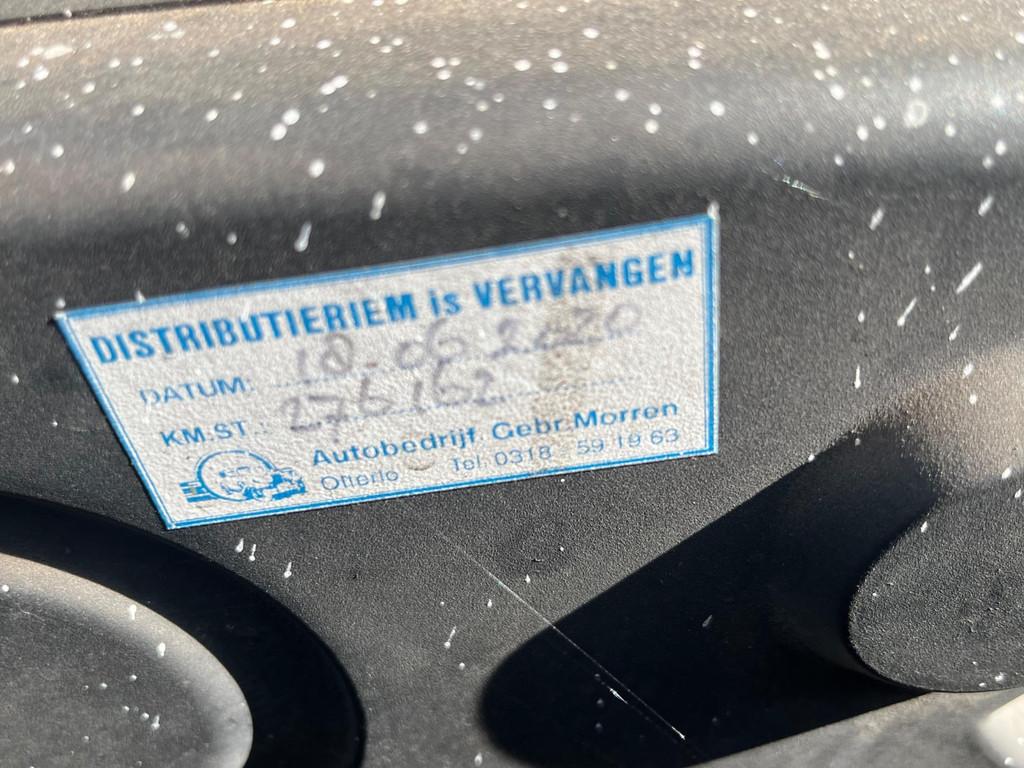 DISTRIBUTIERIEM is VERVANGEN
DATUM: 18-06 2020
KM.ST.: 276162
Autobedrijf. Gebr. Morren
Otterlo Tel. 0318 - 59 19 63